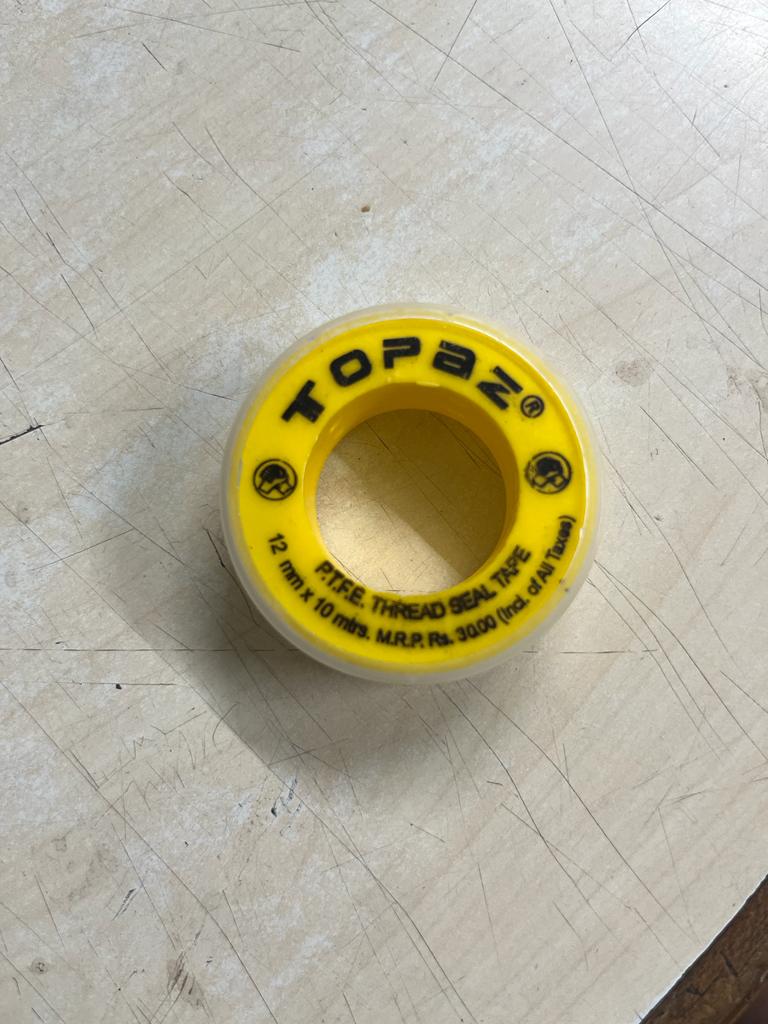 TOPAZ®
P.T.F.E. THREAD SEAL TAPE
12 mm x 10 mtrs. M.R.P. Rs. 30.00 (Incl. of All Taxes)